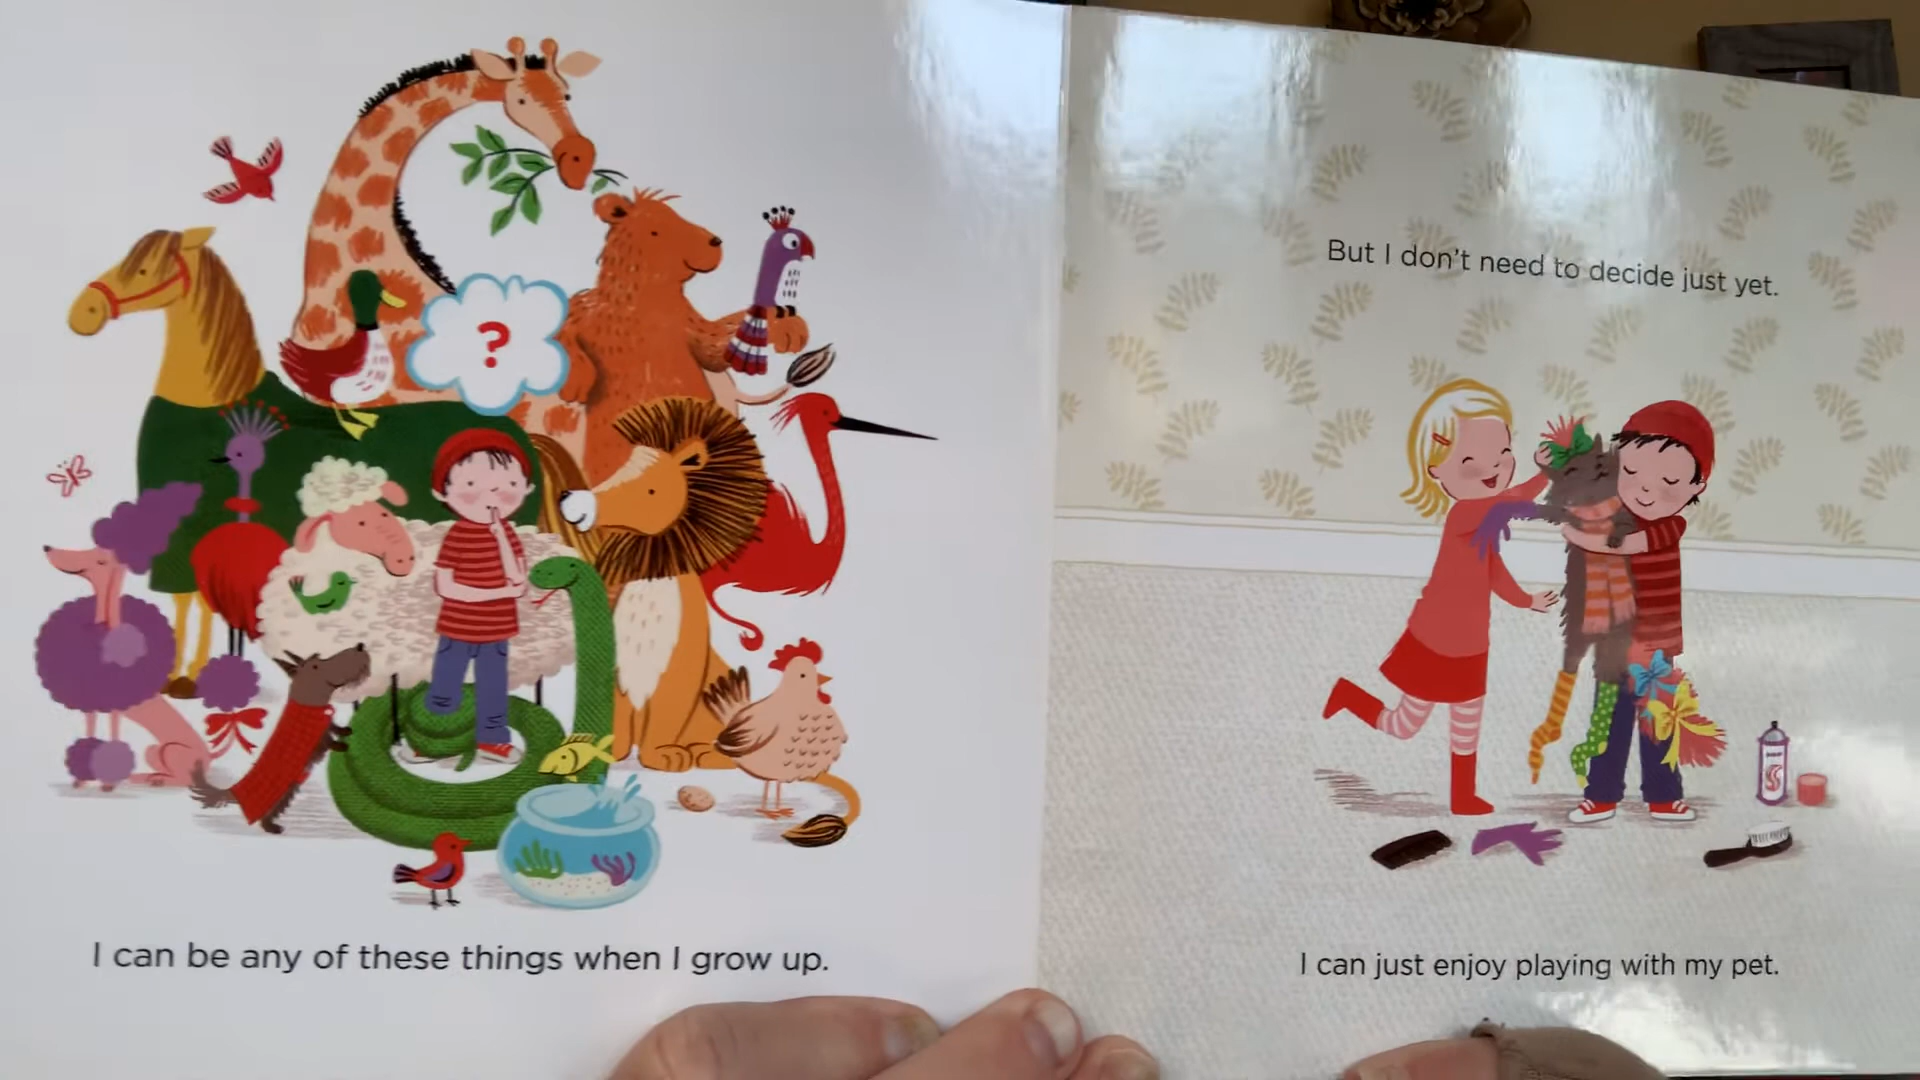 ?
I can be any of these things when I grow up.
But I don't need to decide just yet.
I can just enjoy playing with my pet.